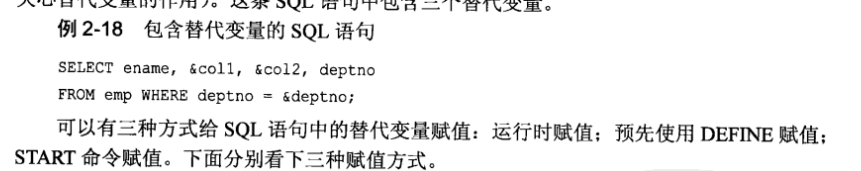 关心替代变量的作用)。这条 SQL 语句中包含三个替代变量。
例 2-18 包含替代变量的 SQL 语句
SELECT ename, &col1, &col2, deptno
FROM emp WHERE deptno = &deptno;
可以有三种方式给 SQL 语句中的替代变量赋值：运行时赋值；预先使用 DEFINE 赋值；
START 命令赋值。下面分别看下三种赋值方式。